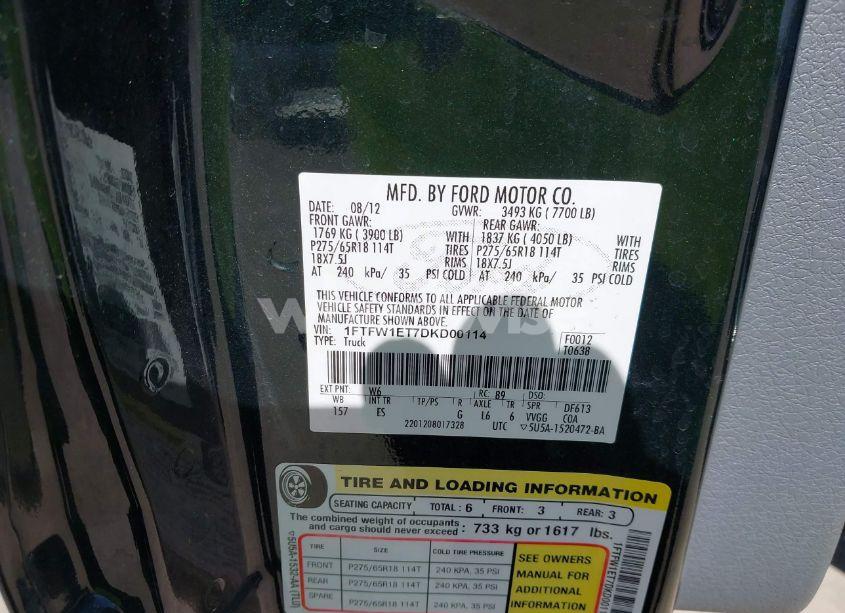 MFD. BY FORD MOTOR CO.
DATE: 08/12 GVWR: 3493 KG ( 7700 LB)
FRONT GAWR: REAR GAWR:
1769 KG ( 3900 LB) WITH 1837 KG ( 4050 LB) WITH
P275/65R18 114T TIRES P275/65R18 114T TIRES
18X7.5J RIMS 18X7.5J RIMS
AT 240 kPa/ 35 PSI COLD AT 240 kPa/ 35 PSI COLD
THIS VEHICLE CONFORMS TO ALL APPLICABLE FEDERAL MOTOR
VEHICLE SAFETY STANDARDS IN EFFECT ON THE DATE OF
MANUFACTURE SHOWN ABOVE.
VIN: 1FTFW1ET7DKD00114 F0012
TYPE: Truck T0638
EXT PNT: W6 RC: 89 DSO:
WB INT TR TP/PS R AXLE TR SPR DF613
157 ES G L6 6 VVGG COA
2201208017328 UTC ▽5U5A-1520472-BA
TIRE AND LOADING INFORMATION
SEATING CAPACITY TOTAL : 6 FRONT: 3 REAR: 3
The combined weight of occupants
and cargo should never exceed : 733 kg or 1617 lbs.
TIRE SIZE COLD TIRE PRESSURE
FRONT P275/65R18 114T 240 KPA, 35 PSI
REAR P275/65R18 114T 240 KPA, 35 PSI
SPARE P275/65R18 114T 240 KPA, 35 PSI
SEE OWNERS
MANUAL FOR
ADDITIONAL
INFORMATION